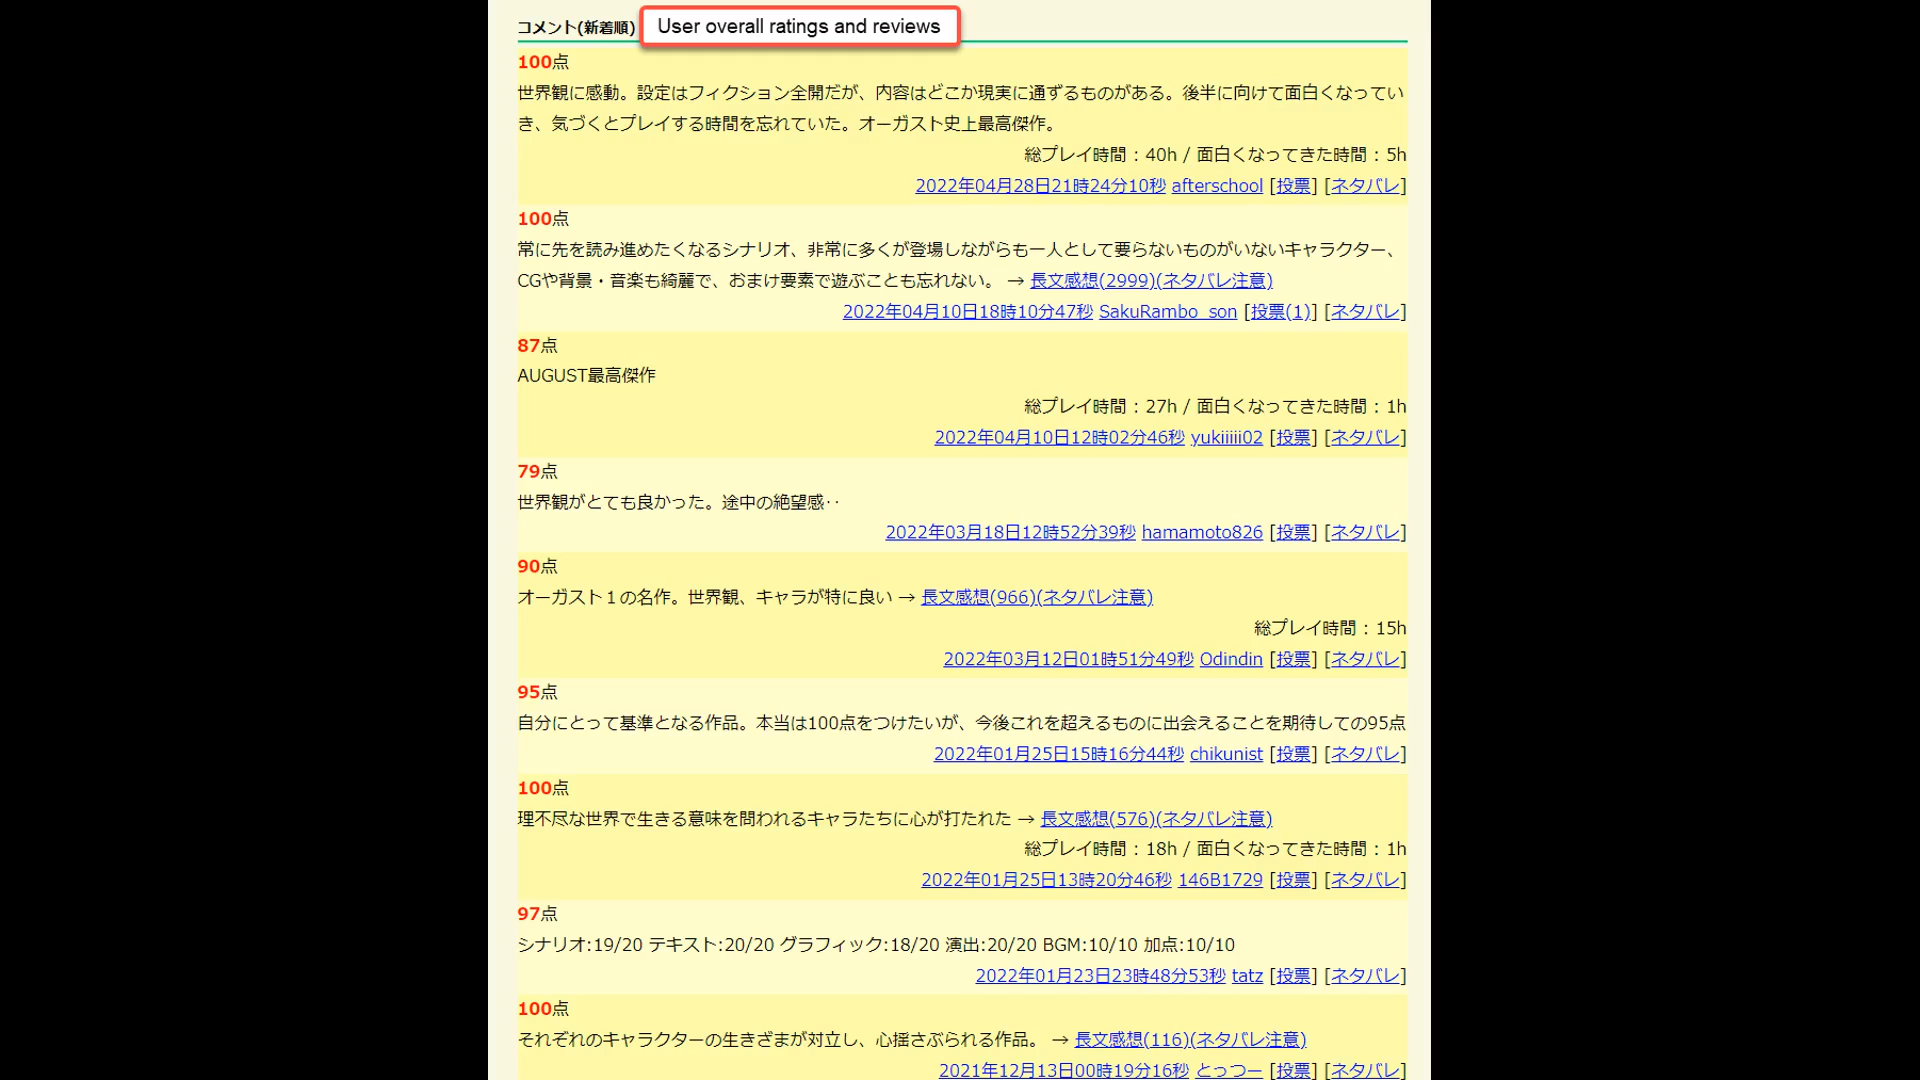 コメント(新着順) User overall ratings and reviews
100点
世界観に感動。設定はフィクション全開だが、内容はどこか現実に通ずるものがある。後半に向けて面白くなってい
き、気づくとプレイする時間を忘れていた。オーガスト史上最高傑作。
総プレイ時間 : 40h / 面白くなってきた時間 : 5h
2022年04月28日21時24分10秒 afterschool [投票] [ネタバレ]
100点
常に先を読み進めたくなるシナリオ、非常に多くが登場しながらも一人として要らないものがいないキャラクター、
CGや背景・音楽も綺麗で、おまけ要素で遊ぶことも忘れない。 → 長文感想(2999)(ネタバレ注意)
2022年04月10日18時10分47秒 SakuRambo_son [投票(1)] [ネタバレ]
87点
AUGUST最高傑作
総プレイ時間 : 27h / 面白くなってきた時間 : 1h
2022年04月10日12時02分46秒 yukiiiii02 [投票] [ネタバレ]
79点
世界観がとても良かった。途中の絶望感‥
2022年03月18日12時52分39秒 hamamoto826 [投票] [ネタバレ]
90点
オーガスト１の名作。世界観、キャラが特に良い → 長文感想(966)(ネタバレ注意)
総プレイ時間 : 15h
2022年03月12日01時51分49秒 Odindin [投票] [ネタバレ]
95点
自分にとって基準となる作品。本当は100点をつけたいが、今後これを超えるものに出会えることを期待しての95点
2022年01月25日15時16分44秒 chikunist [投票] [ネタバレ]
100点
理不尽な世界で生きる意味を問われるキャラたちに心が打たれた → 長文感想(576)(ネタバレ注意)
総プレイ時間 : 18h / 面白くなってきた時間 : 1h
2022年01月25日13時20分46秒 146B1729 [投票] [ネタバレ]
97点
シナリオ:19/20 テキスト:20/20 グラフィック:18/20 演出:20/20 BGM:10/10 加点:10/10
2022年01月23日23時48分53秒 tatz [投票] [ネタバレ]
100点
それぞれのキャラクターの生きざまが対立し、心揺さぶられる作品。 → 長文感想(116)(ネタバレ注意)
2021年12月13日00時19分16秒 とっつー [投票] [ネタバレ]